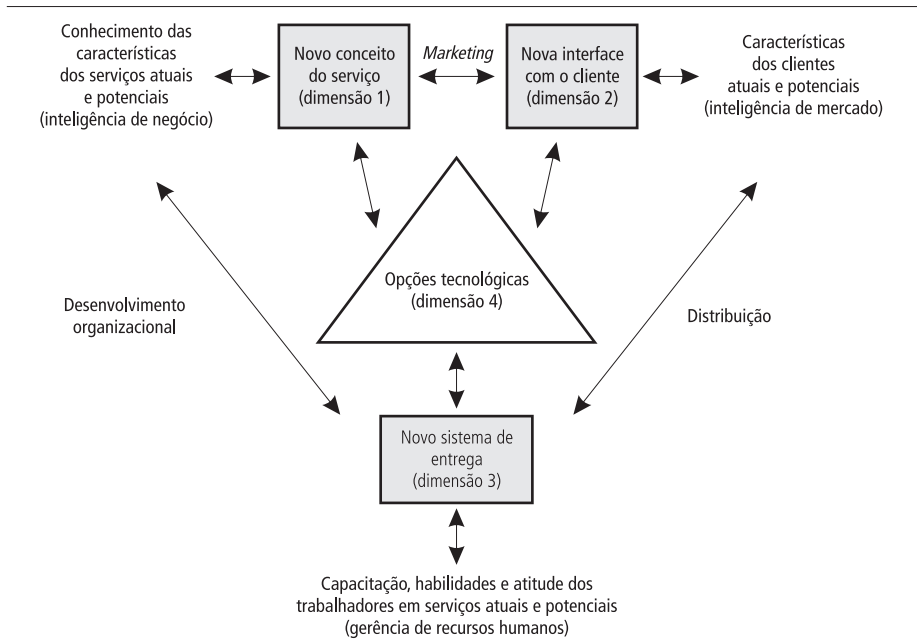 Conhecimento das
características
dos serviços atuais
e potenciais
(inteligência de negócio)
Novo conceito
do serviço
(dimensão 1)
Marketing
Nova interface
com o cliente
(dimensão 2)
Características
dos clientes
atuais e potenciais
(inteligência de mercado)
Opções tecnológicas
(dimensão 4)
Desenvolvimento
organizacional
Distribuição
Novo sistema de
entrega
(dimensão 3)
Capacitação, habilidades e atitude dos
trabalhadores em serviços atuais e potenciais
(gerência de recursos humanos)